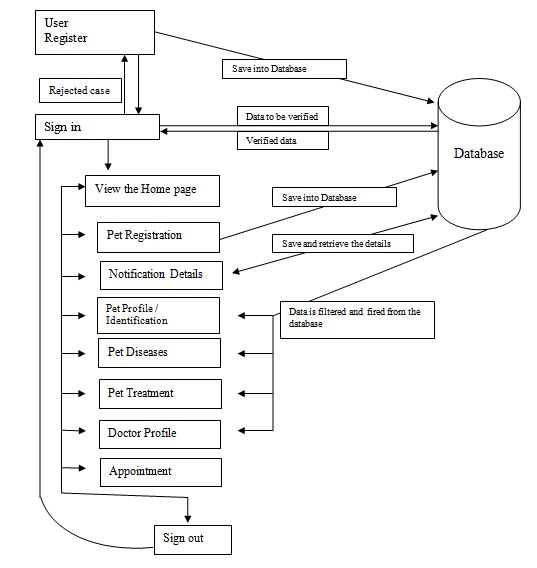 User
Register
Save into Database
Rejected case
Data to be verified
Sign in
Verified data
Database
View the Home page
Save into Database
Pet Registration
Save and retrieve the details
Notification Details
Pet Profile /
Identification
Data is filtered and fired from the
database
Pet Diseases
Pet Treatment
Doctor Profile
Appointment
Sign out